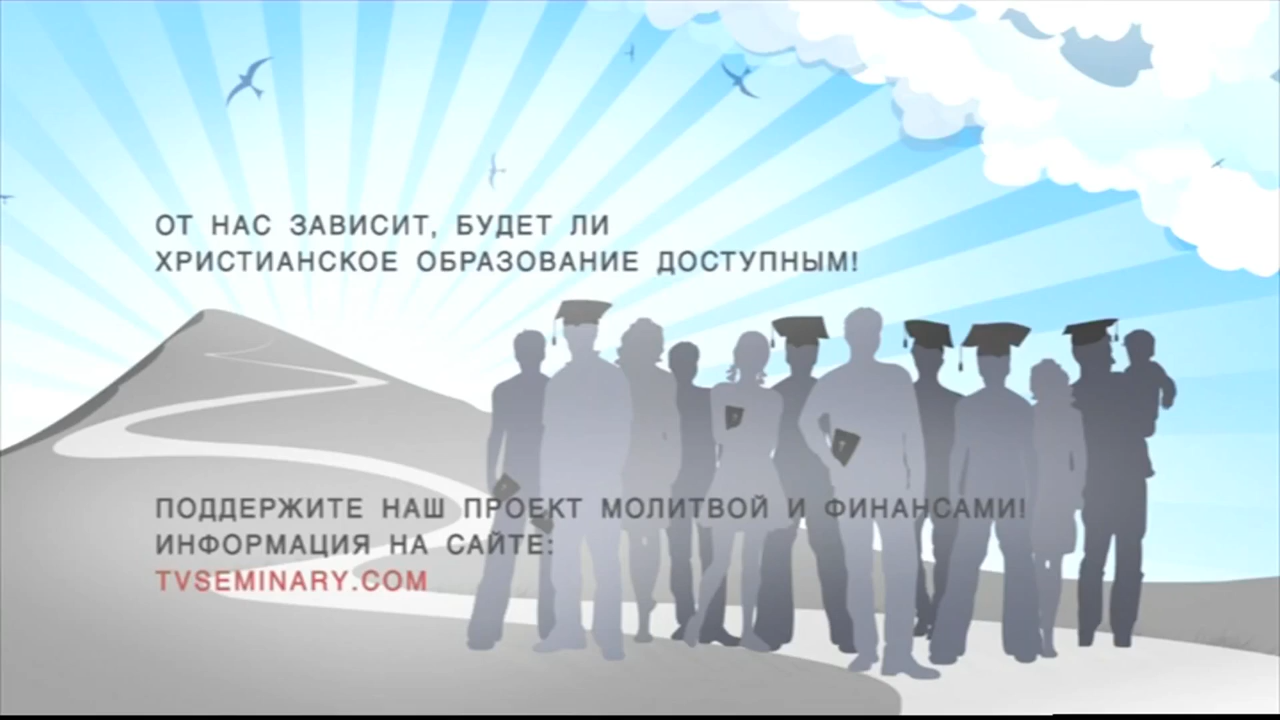 ОТ НАС ЗАВИСИТ, БУДЕТ ЛИ
ХРИСТИАНСКОЕ ОБРАЗОВАНИЕ ДОСТУПНЫМ!
ПОДДЕРЖИТЕ НАШ ПРОЕКТ МОЛИТВОЙ И ФИНАНСАМИ!
ИНФОРМАЦИЯ НА САЙТЕ:
TVSEMINARY.COM